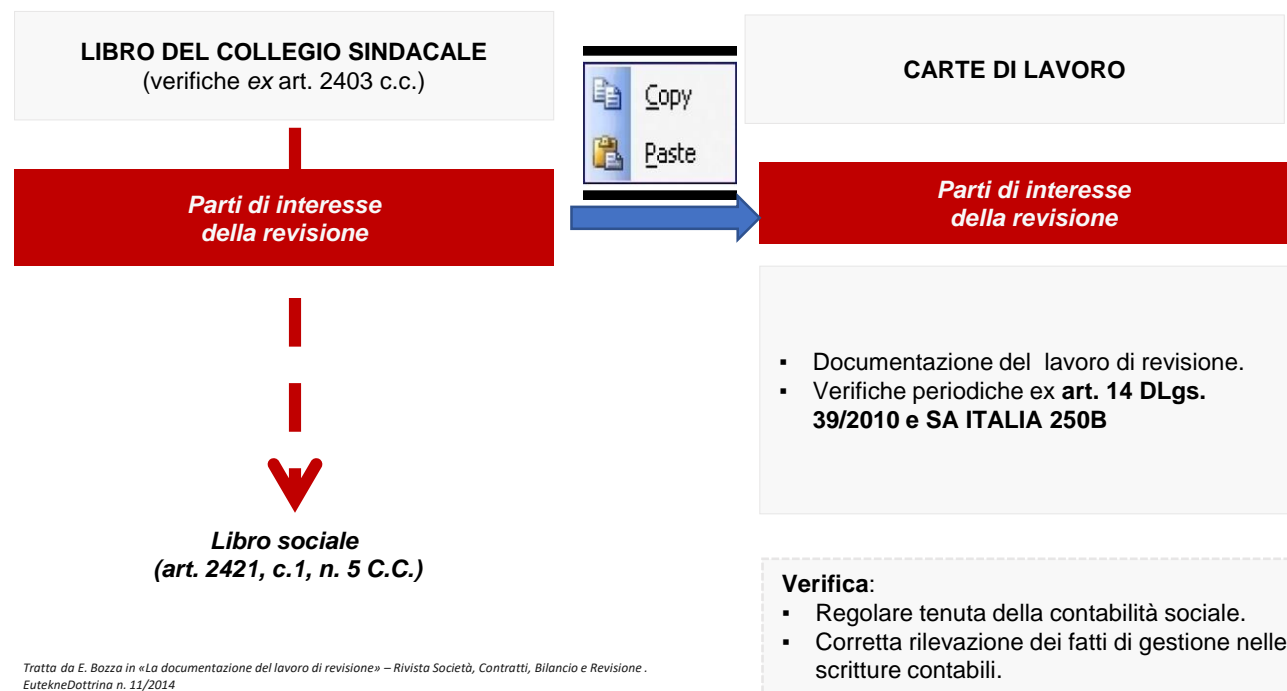 LIBRO DEL COLLEGIO SINDACALE
(verifiche ex art. 2403 c.c.)
Parti di interesse
della revisione
Libro sociale
(art. 2421, c.1, n. 5 C.C.)
Copy
Paste
CARTE DI LAVORO
Parti di interesse
della revisione
▪ Documentazione del lavoro di revisione.
▪ Verifiche periodiche ex art. 14 DLgs.
39/2010 e SA ITALIA 250B
Verifica:
▪ Regolare tenuta della contabilità sociale.
▪ Corretta rilevazione dei fatti di gestione nelle
scritture contabili.
Tratta da E. Bozza in «La documentazione del lavoro di revisione» – Rivista Società, Contratti, Bilancio e Revisione .
EutekneDottrina n. 11/2014